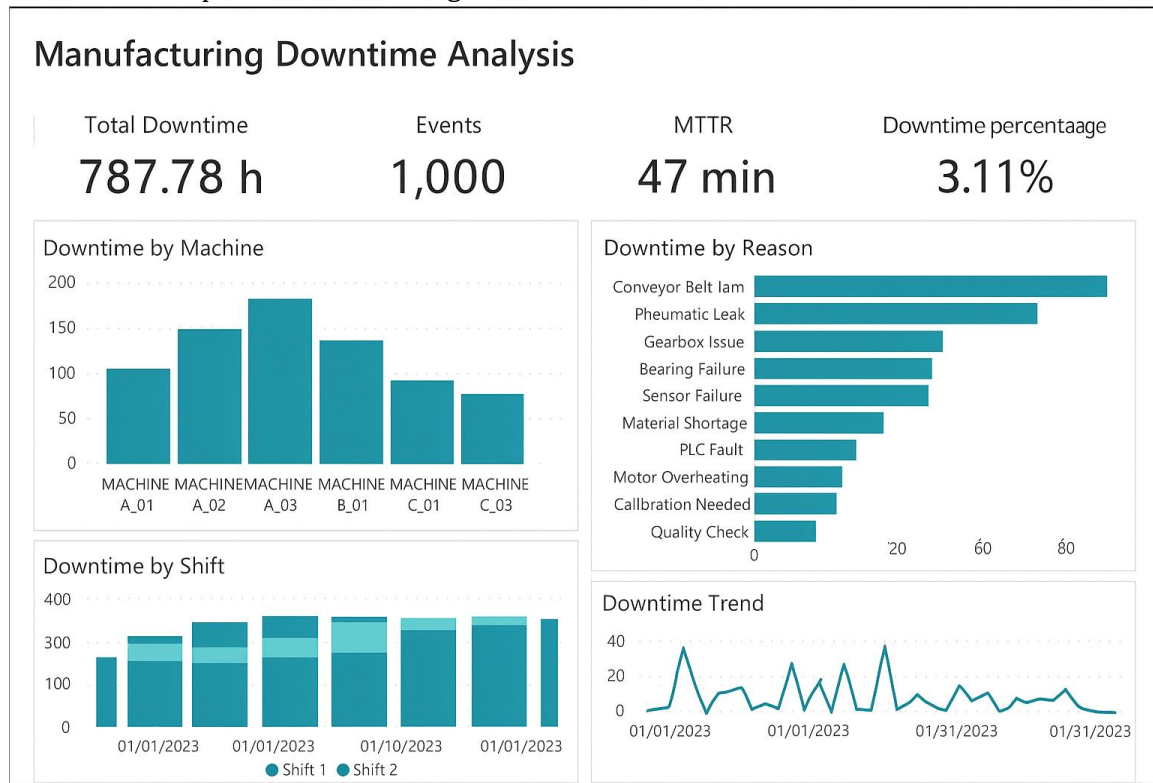 Manufacturing Downtime Analysis
Total Downtime
787.78 h
Events
1,000
MTTR
47 min
Downtime percentaage
3.11%
Downtime by Machine
200
150
100
50
0
MACHINE MACHINE MACHINE MACHINE MACHINE MACHINE
A_01 A_02 A_03 B_01 C_01 C_03
Downtime by Reason
Conveyor Belt Iam
Pheumatic Leak
Gearbox Issue
Bearing Failure
Sensor Failure
Material Shortage
PLC Fault
Motor Overheating
Callbration Needed
Quality Check
0 20 60 80
Downtime by Shift
400
300
100
0
01/01/2023 01/01/2023 01/10/2023 01/01/2023
Shift 1 Shift 2
Downtime Trend
40
20
0
01/01/2023 01/01/2023 01/31/2023 01/31/2023